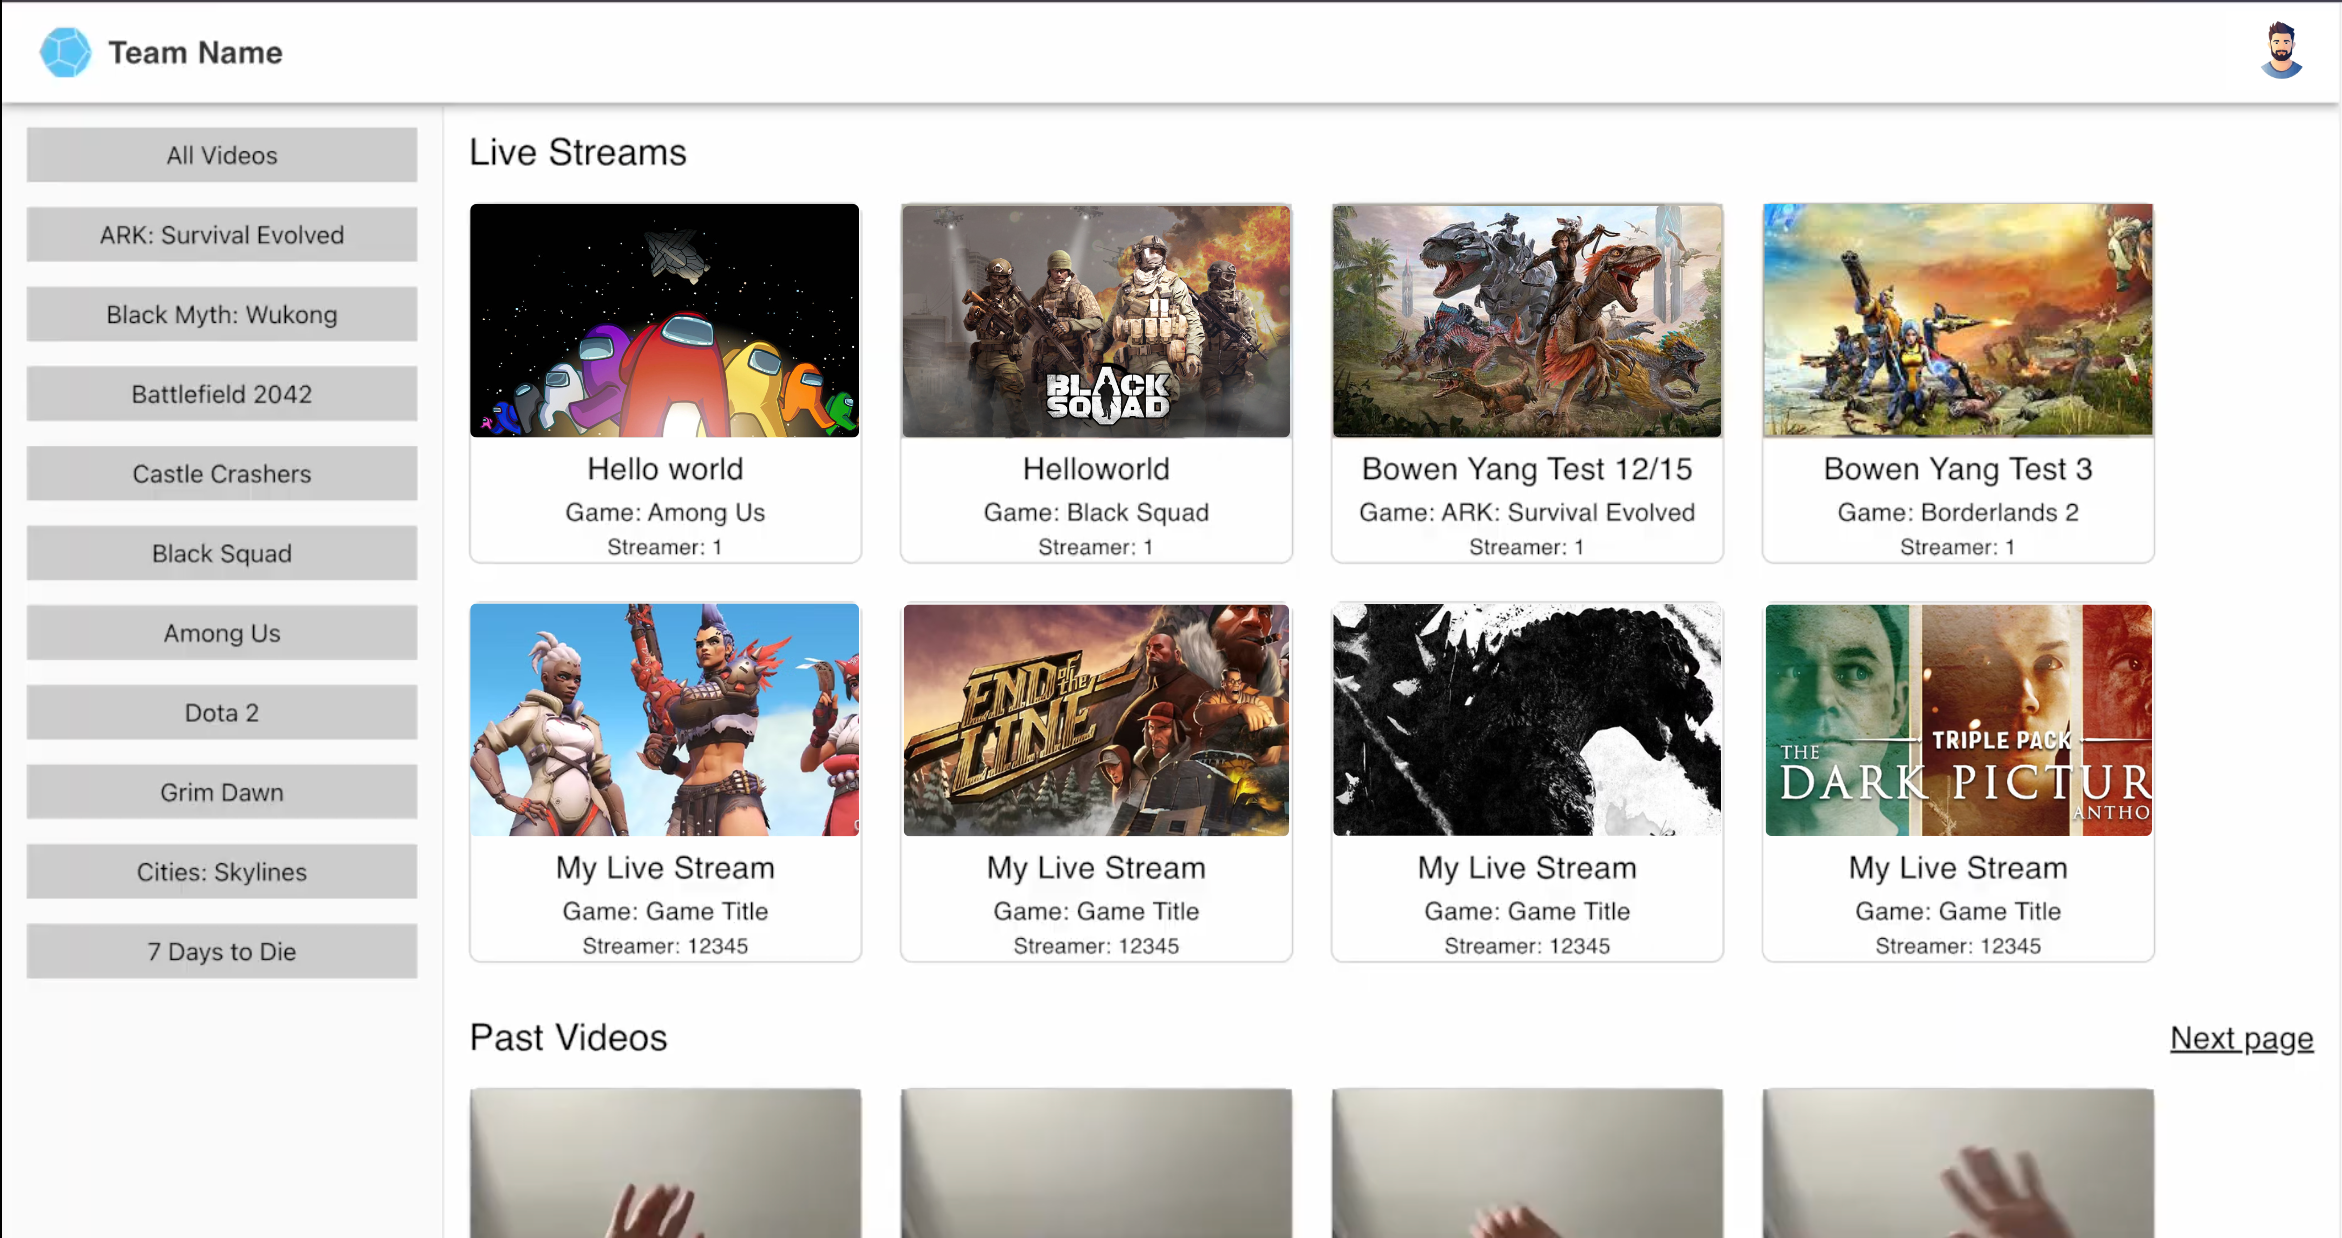 Team Name
All Videos
ARK: Survival Evolved
Black Myth: Wukong
Battlefield 2042
Castle Crashers
Black Squad
Among Us
Dota 2
Grim Dawn
Cities: Skylines
7 Days to Die
Live Streams
BLACK
SQUAD
Hello world
Game: Among Us
Streamer: 1
Helloworld
Game: Black Squad
Streamer: 1
Bowen Yang Test 12/15
Game: ARK: Survival Evolved
Streamer: 1
Bowen Yang Test 3
Game: Borderlands 2
Streamer: 1
END of the
LINE
TRIPLE PACK
THE
DARK PICTUR
ANTHO
My Live Stream
Game: Game Title
Streamer: 12345
My Live Stream
Game: Game Title
Streamer: 12345
My Live Stream
Game: Game Title
Streamer: 12345
My Live Stream
Game: Game Title
Streamer: 12345
Past Videos
Next page